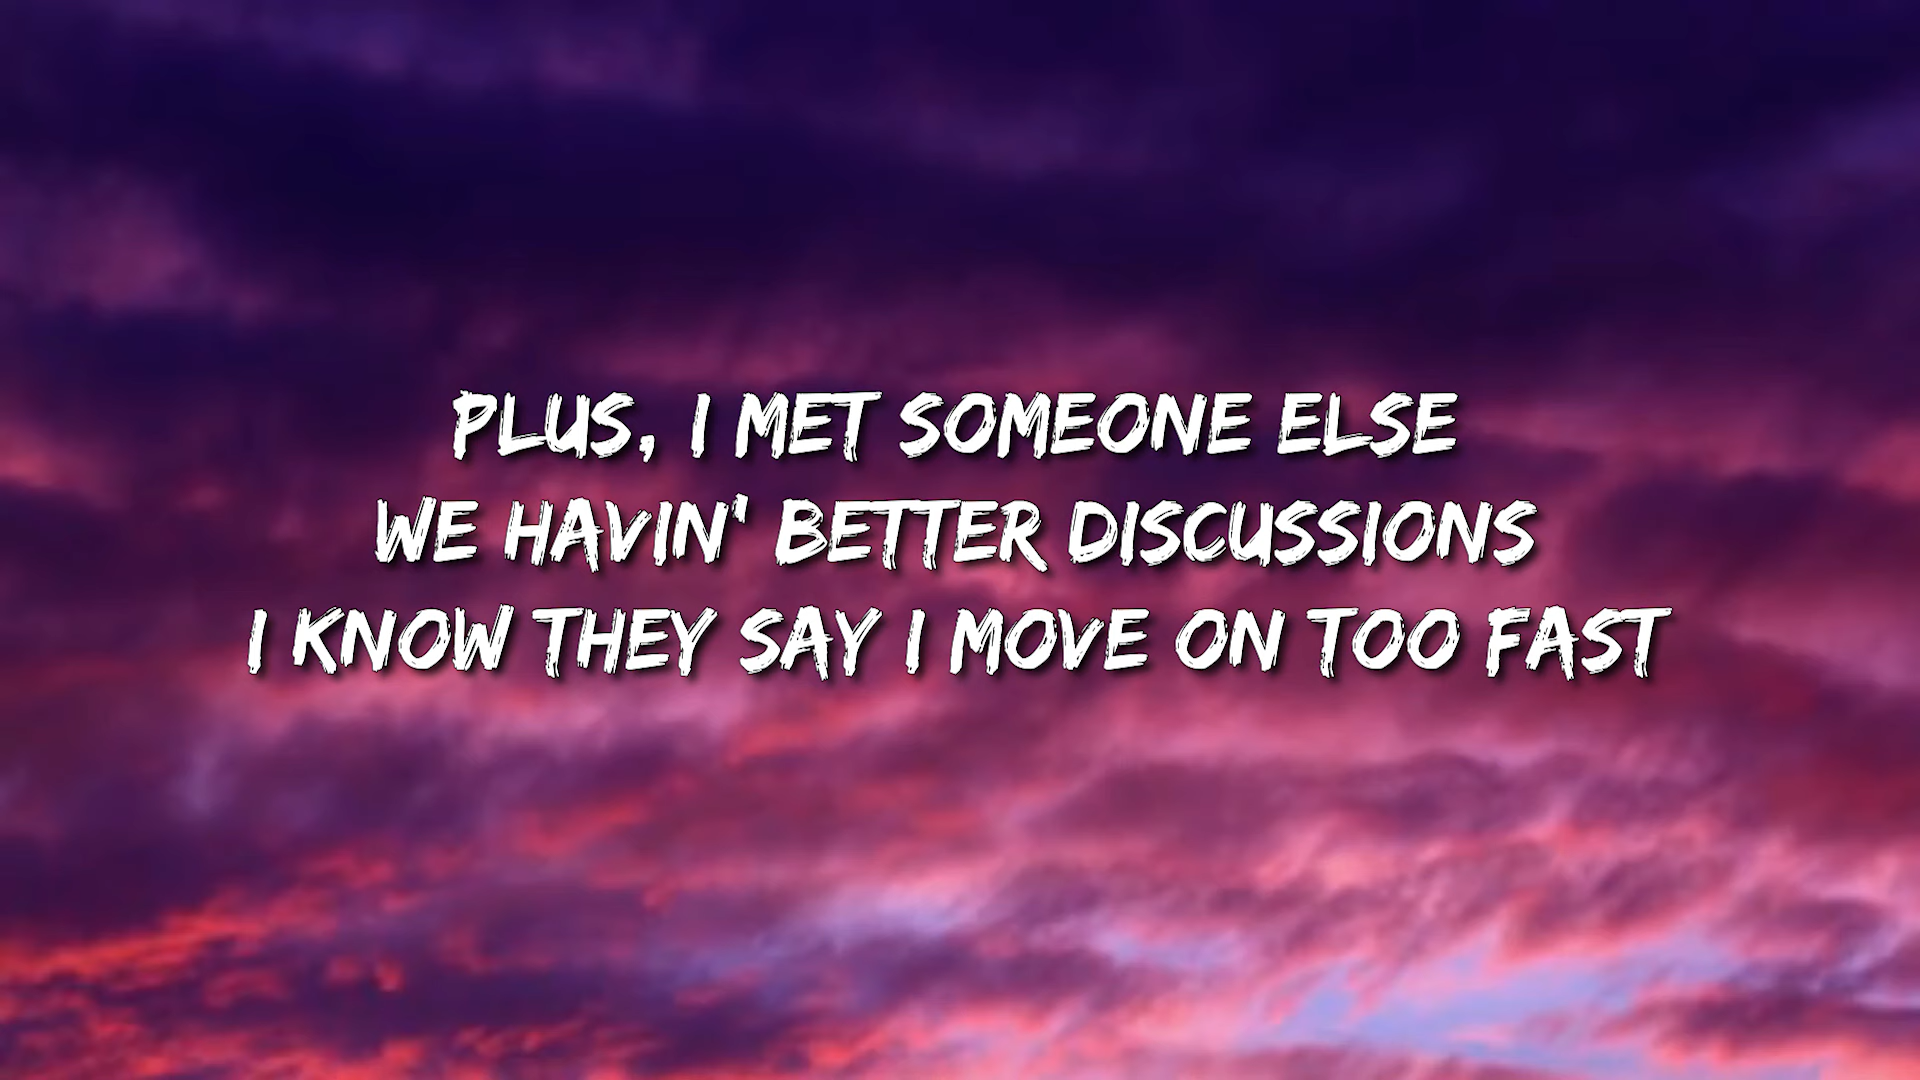 PLUS, I MET SOMEONE ELSE
WE HAVIN' BETTER DISCUSSIONS
I KNOW THEY SAY I MOVE ON TOO FAST